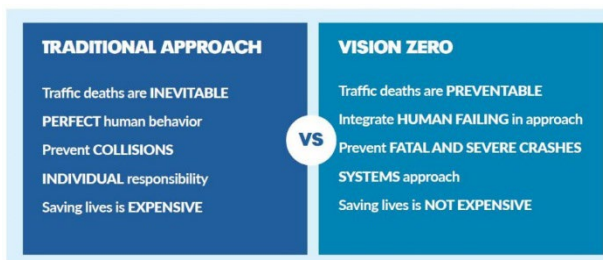 TRADITIONAL APPROACH
Traffic deaths are INEVITABLE
PERFECT human behavior
Prevent COLLISIONS
INDIVIDUAL responsibility
Saving lives is EXPENSIVE
VS
VISION ZERO
Traffic deaths are PREVENTABLE
Integrate HUMAN FAILING in approach
Prevent FATAL AND SEVERE CRASHES
SYSTEMS approach
Saving lives is NOT EXPENSIVE